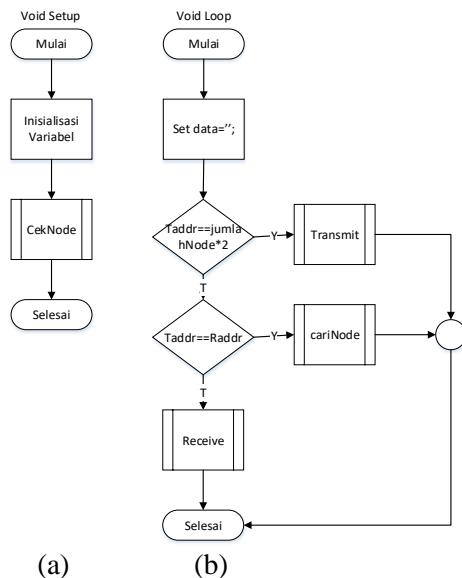 Void Setup
Mulai
Inisialisasi
Variabel
CekNode
Selesai
(a)
Void Loop
Mulai
Set data='';
Taddr==jumla
hNode*2
Y
Transmit
T
Taddr==Raddr
Y
cariNode
T
Receive
Selesai
(b)